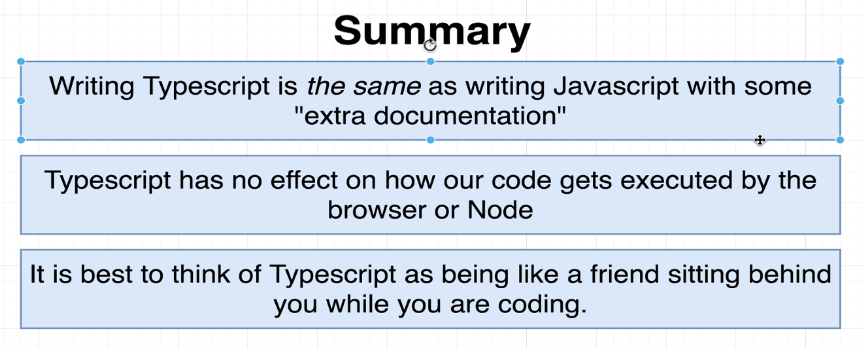 Summary
Writing Typescript is the same as writing Javascript with some
"extra documentation"
Typescript has no effect on how our code gets executed by the
browser or Node
It is best to think of Typescript as being like a friend sitting behind
you while you are coding.